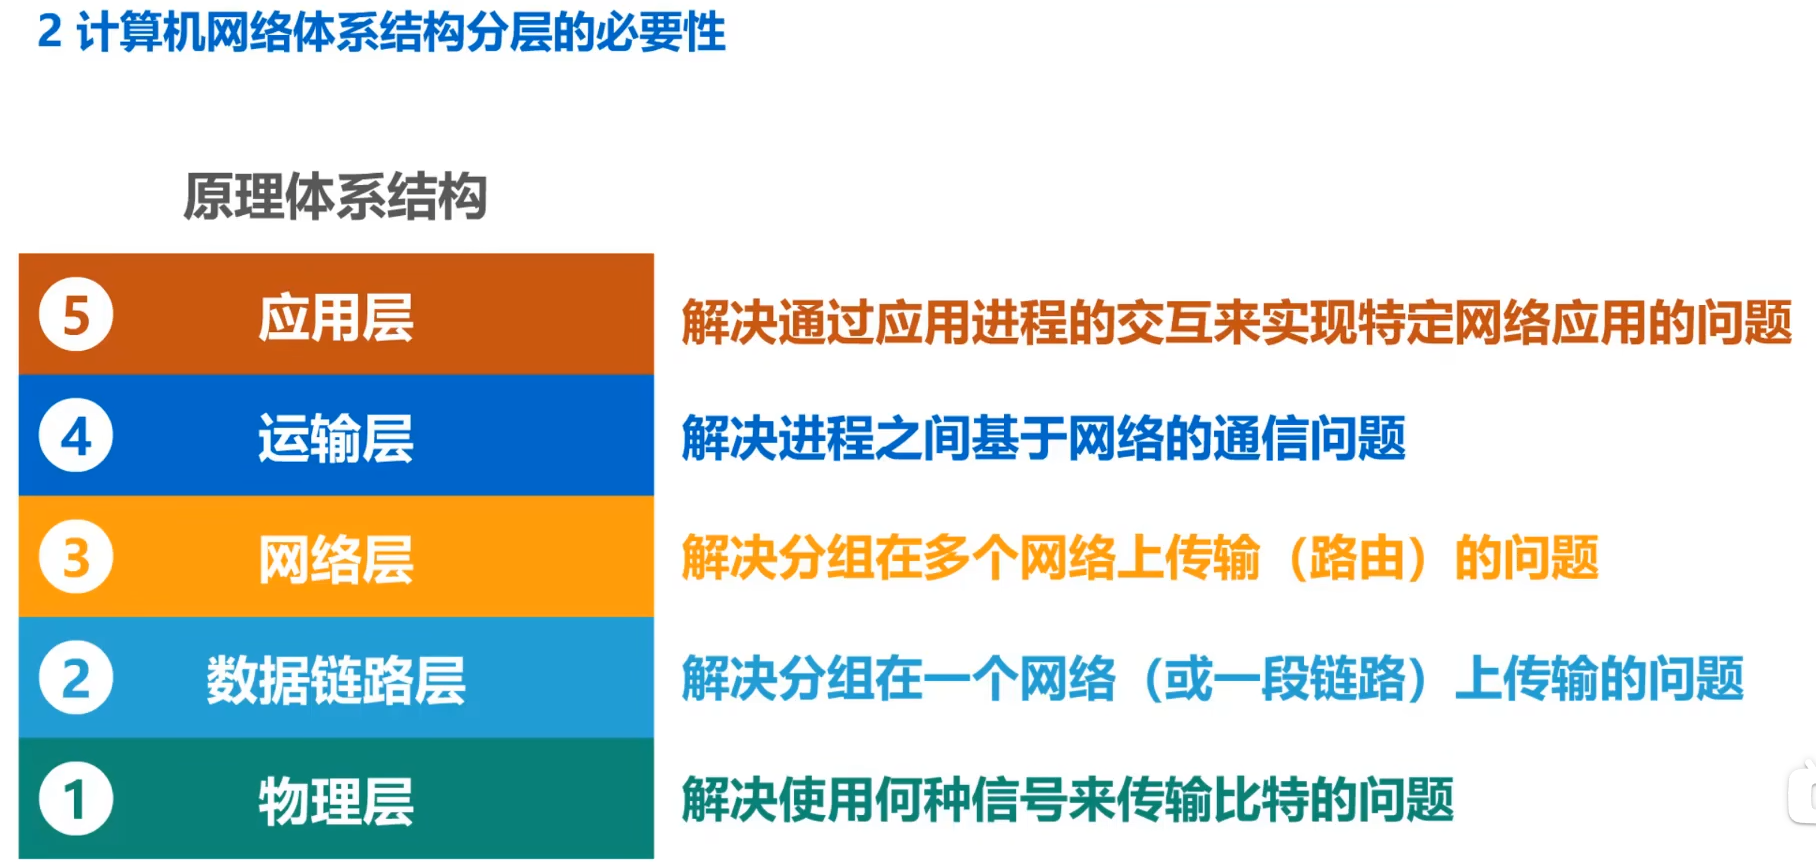 2 计算机网络体系结构分层的必要性
原理体系结构
5 应用层 解决通过应用进程的交互来实现特定网络应用的问题
4 运输层 解决进程之间基于网络的通信问题
3 网络层 解决分组在多个网络上传输（路由）的问题
2 数据链路层 解决分组在一个网络（或一段链路）上传输的问题
1 物理层 解决使用何种信号来传输比特的问题